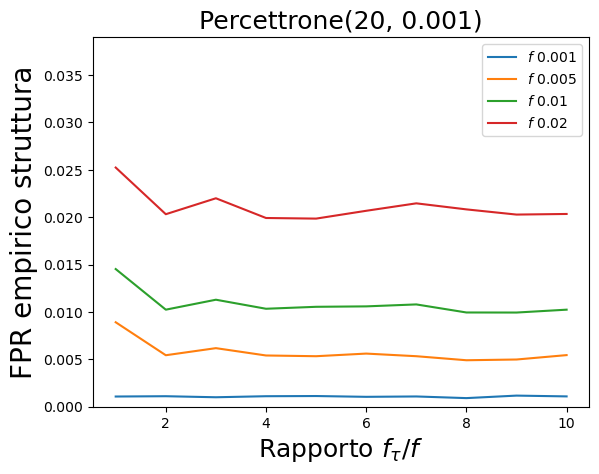 Percettrone(20, 0.001)
f 0.001
f 0.005
f 0.01
f 0.02
FPR empirico struttura
0.035
0.030
0.025
0.020
0.015
0.010
0.005
0.000
2 4 6 8 10
Rapporto f_τ/f